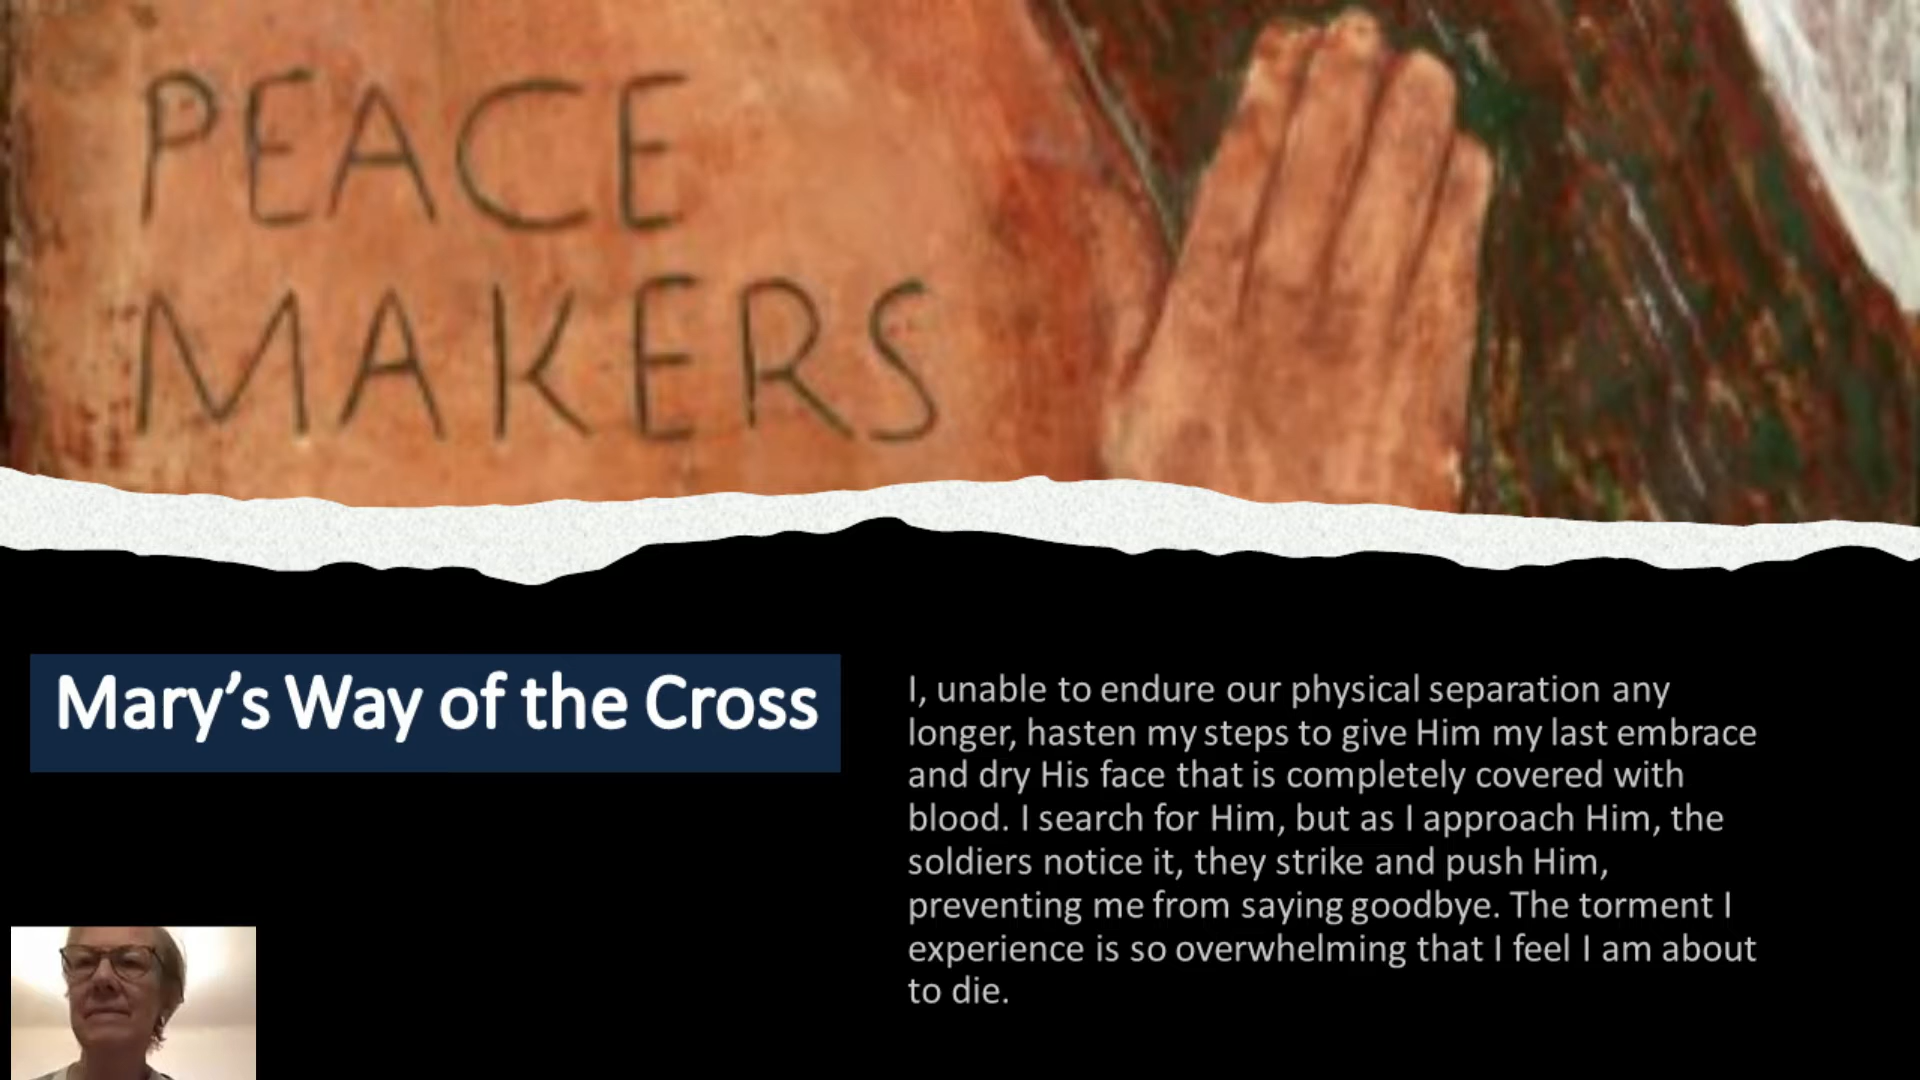 PEACE
MAKERS
Mary's Way of the Cross
I, unable to endure our physical separation any
longer, hasten my steps to give Him my last embrace
and dry His face that is completely covered with
blood. I search for Him, but as I approach Him, the
soldiers notice it, they strike and push Him,
preventing me from saying goodbye. The torment I
experience is so overwhelming that I feel I am about
to die.